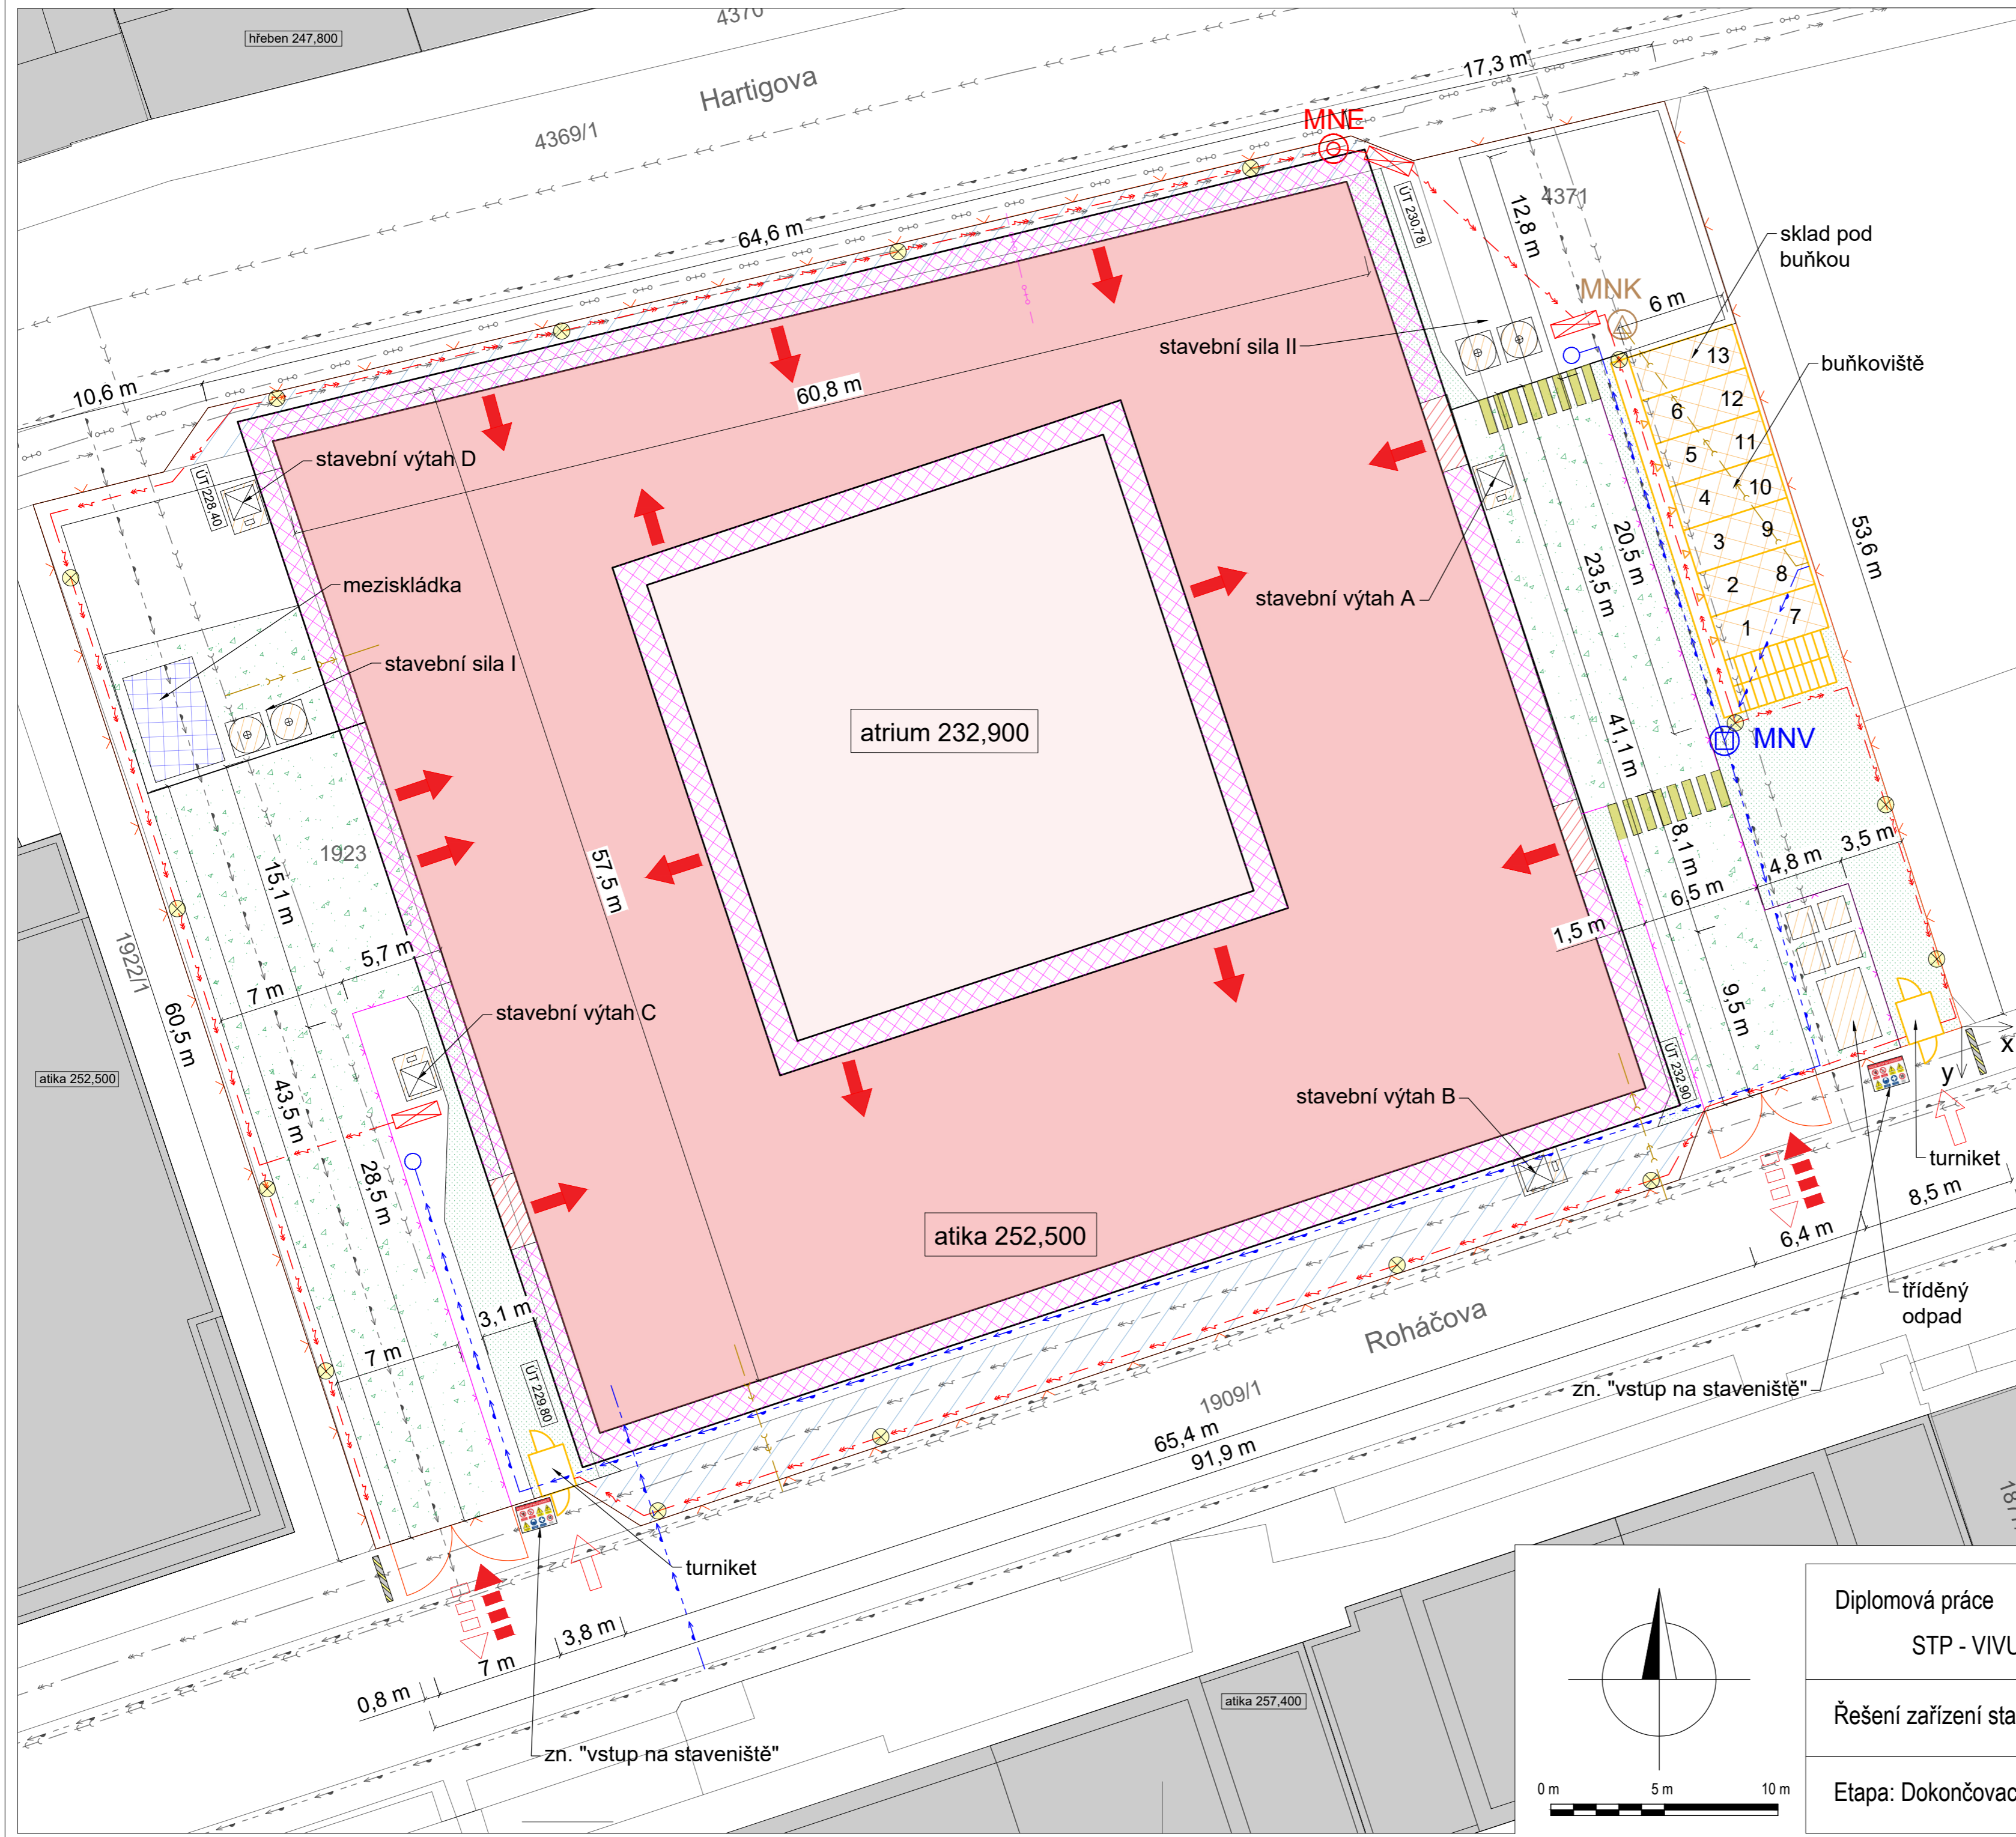 hřeben 247,800
4370
Hartigova
4369/1
17,3 m
MNE
64,6 m
ÚT 230,78
12,8 m
4371
sklad pod
buňkou
MNK
6 m
10,6 m
stavební sila II
60,8 m
buňkoviště
13
12
11
10
9
8
7
6
5
4
3
2
1
stavební výtah D
ÚT 228,40
20,5 m
23,5 m
53,6 m
meziskládka
stavební výtah A
stavební sila I
atrium 232,900
41,1 m
MNV
1923
15,1 m
57,5 m
8,1 m
3,5 m
4,8 m
6,5 m
1,5 m
5,7 m
7 m
1922/1
60,5 m
stavební výtah C
9,5 m
atika 252,500
43,5 m
ÚT 232,90
x
y
stavební výtah B
28,5 m
turniket
8,5 m
6,4 m
atika 252,500
tříděný
odpad
3,1 m
7 m
ÚT 229,80
Roháčova
1909/1
zn. "vstup na staveniště"
65,4 m
91,9 m
turniket
3,8 m
7 m
0,8 m
zn. "vstup na staveniště"
atika 257,400
0 m
5 m
10 m
Diplomová práce
STP - VIVU
Řešení zařízení sta
Etapa: Dokončovac